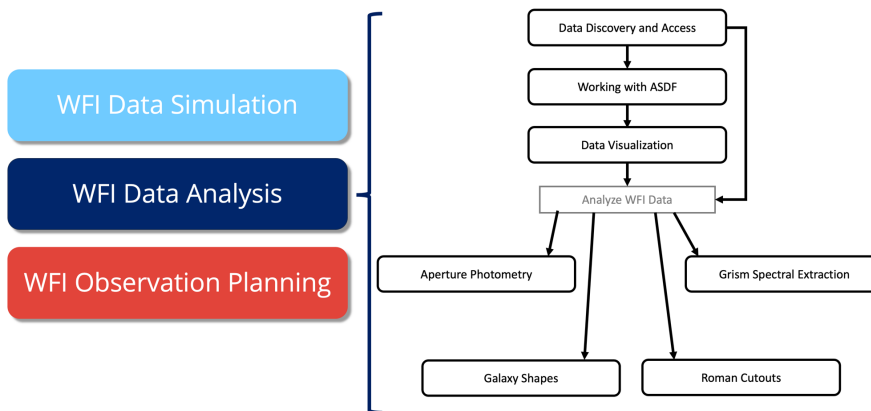 WFI Data Simulation
WFI Data Analysis
WFI Observation Planning
Data Discovery and Access
Working with ASDF
Data Visualization
Analyze WFI Data
Aperture Photometry
Grism Spectral Extraction
Galaxy Shapes
Roman Cutouts